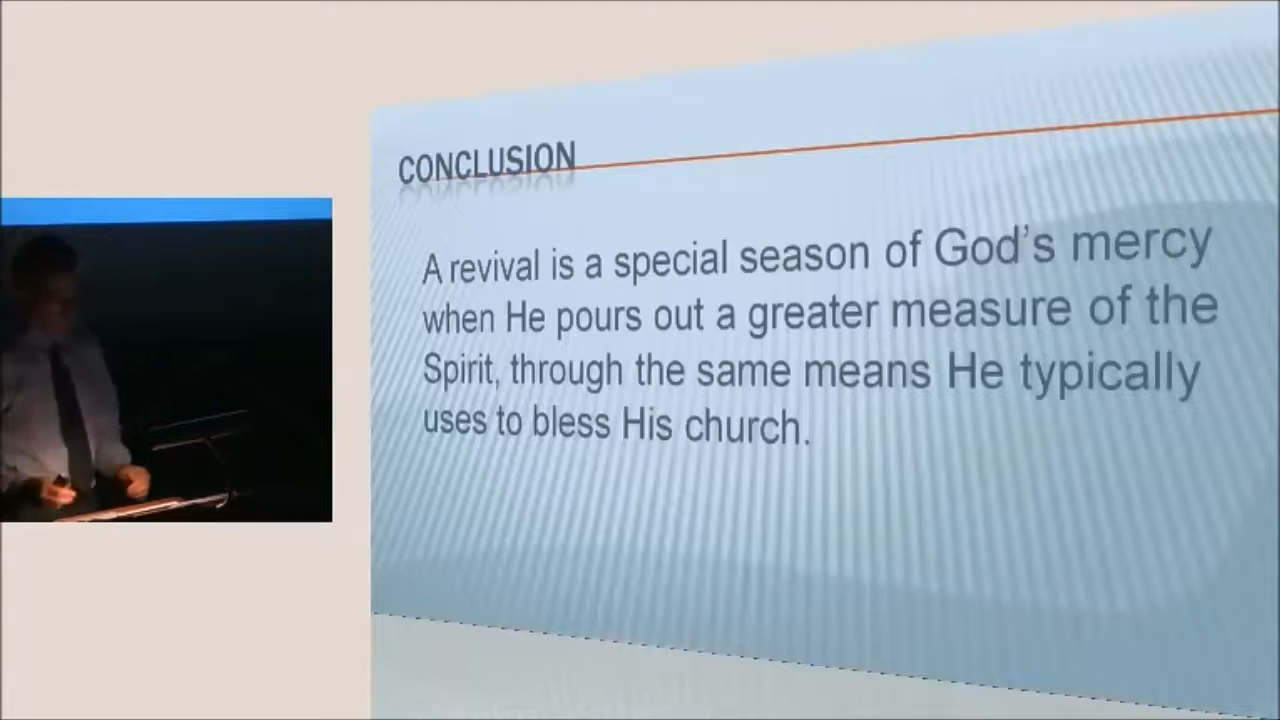 CONCLUSION
A revival is a special season of God's mercy
when He pours out a greater measure of the
Spirit, through the same means He typically
uses to bless His church.